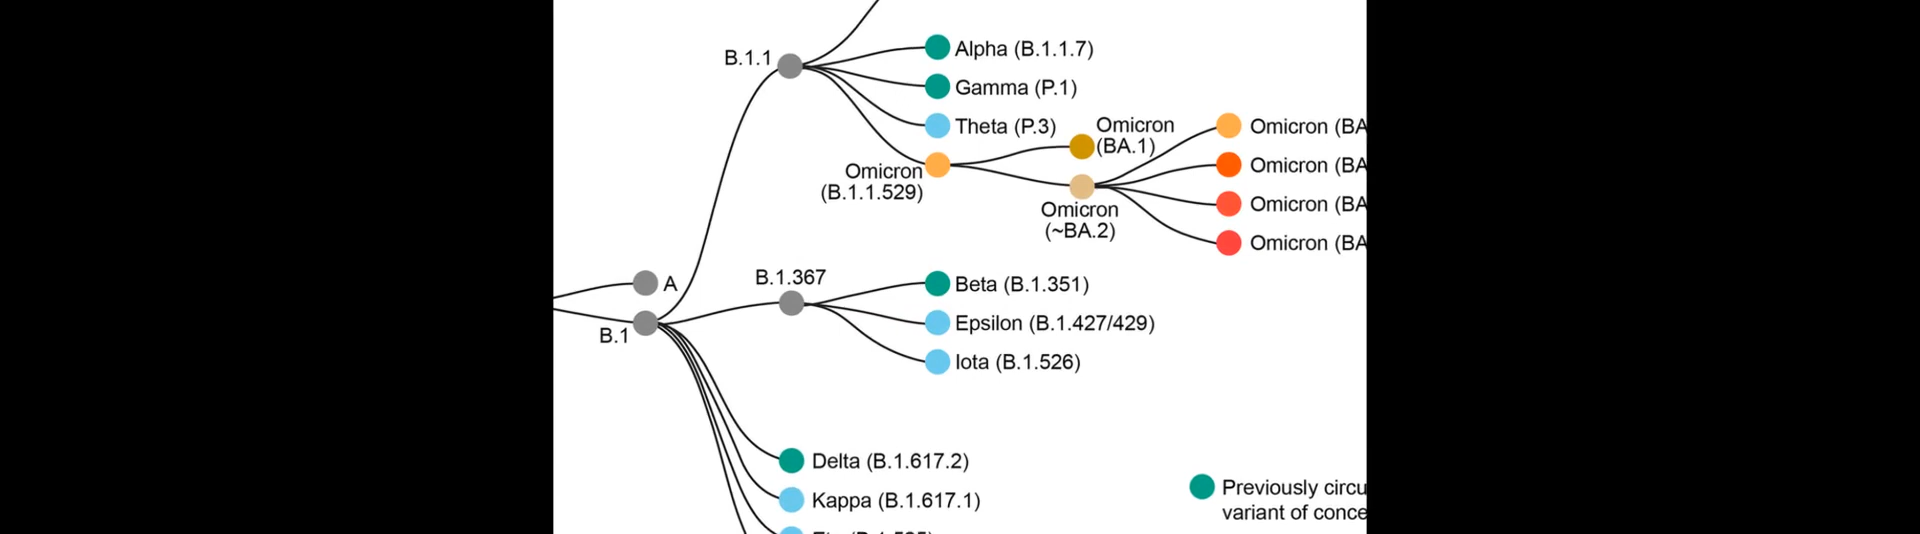 B.1.1
Alpha (B.1.1.7)
Gamma (P.1)
Theta (P.3)
Omicron
(BA.1)
Omicron
(B.1.1.529)
Omicron
(~BA.2)
Omicron (BA
Omicron (BA
Omicron (BA
Omicron (BA
A
B.1
B.1.367
Beta (B.1.351)
Epsilon (B.1.427/429)
Iota (B.1.526)
Delta (B.1.617.2)
Kappa (B.1.617.1)
Previously circu
variant of conce